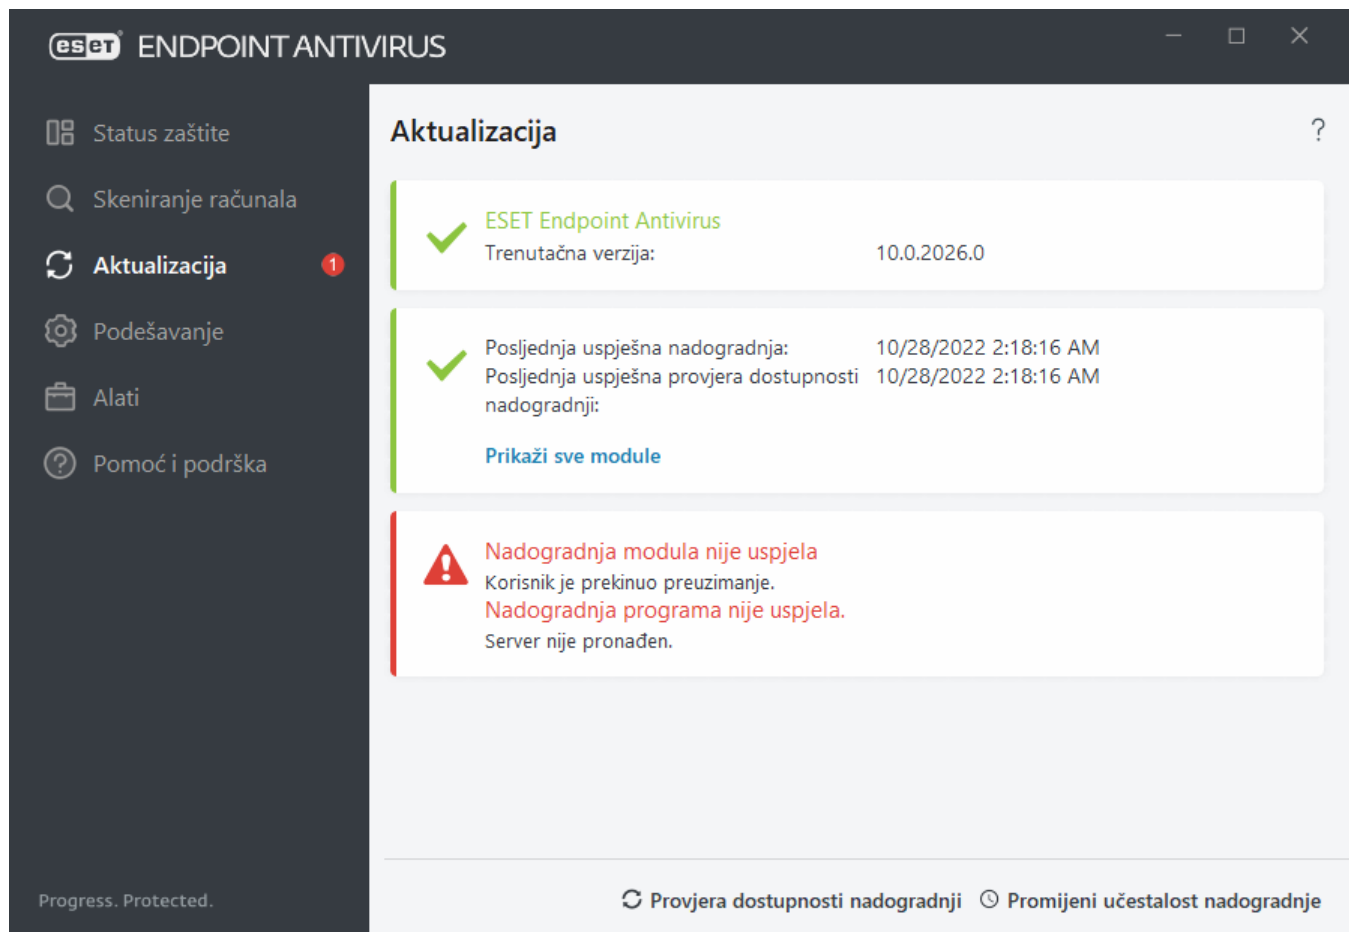 eset ENDPOINT ANTIVIRUS
Status zaštite
Skeniranje računala
Aktualizacija 1
Podešavanje
Alati
Pomoć i podrška
Progress. Protected.
Aktualizacija ?
ESET Endpoint Antivirus
Trenutačna verzija: 10.0.2026.0
Posljednja uspješna nadogradnja: 10/28/2022 2:18:16 AM
Posljednja uspješna provjera dostupnosti 10/28/2022 2:18:16 AM
nadogradnji:
Prikaži sve module
Nadogradnja modula nije uspjela
Korisnik je prekinuo preuzimanje.
Nadogradnja programa nije uspjela.
Server nije pronađen.
Provjera dostupnosti nadogradnji Promijeni učestalost nadogradnje